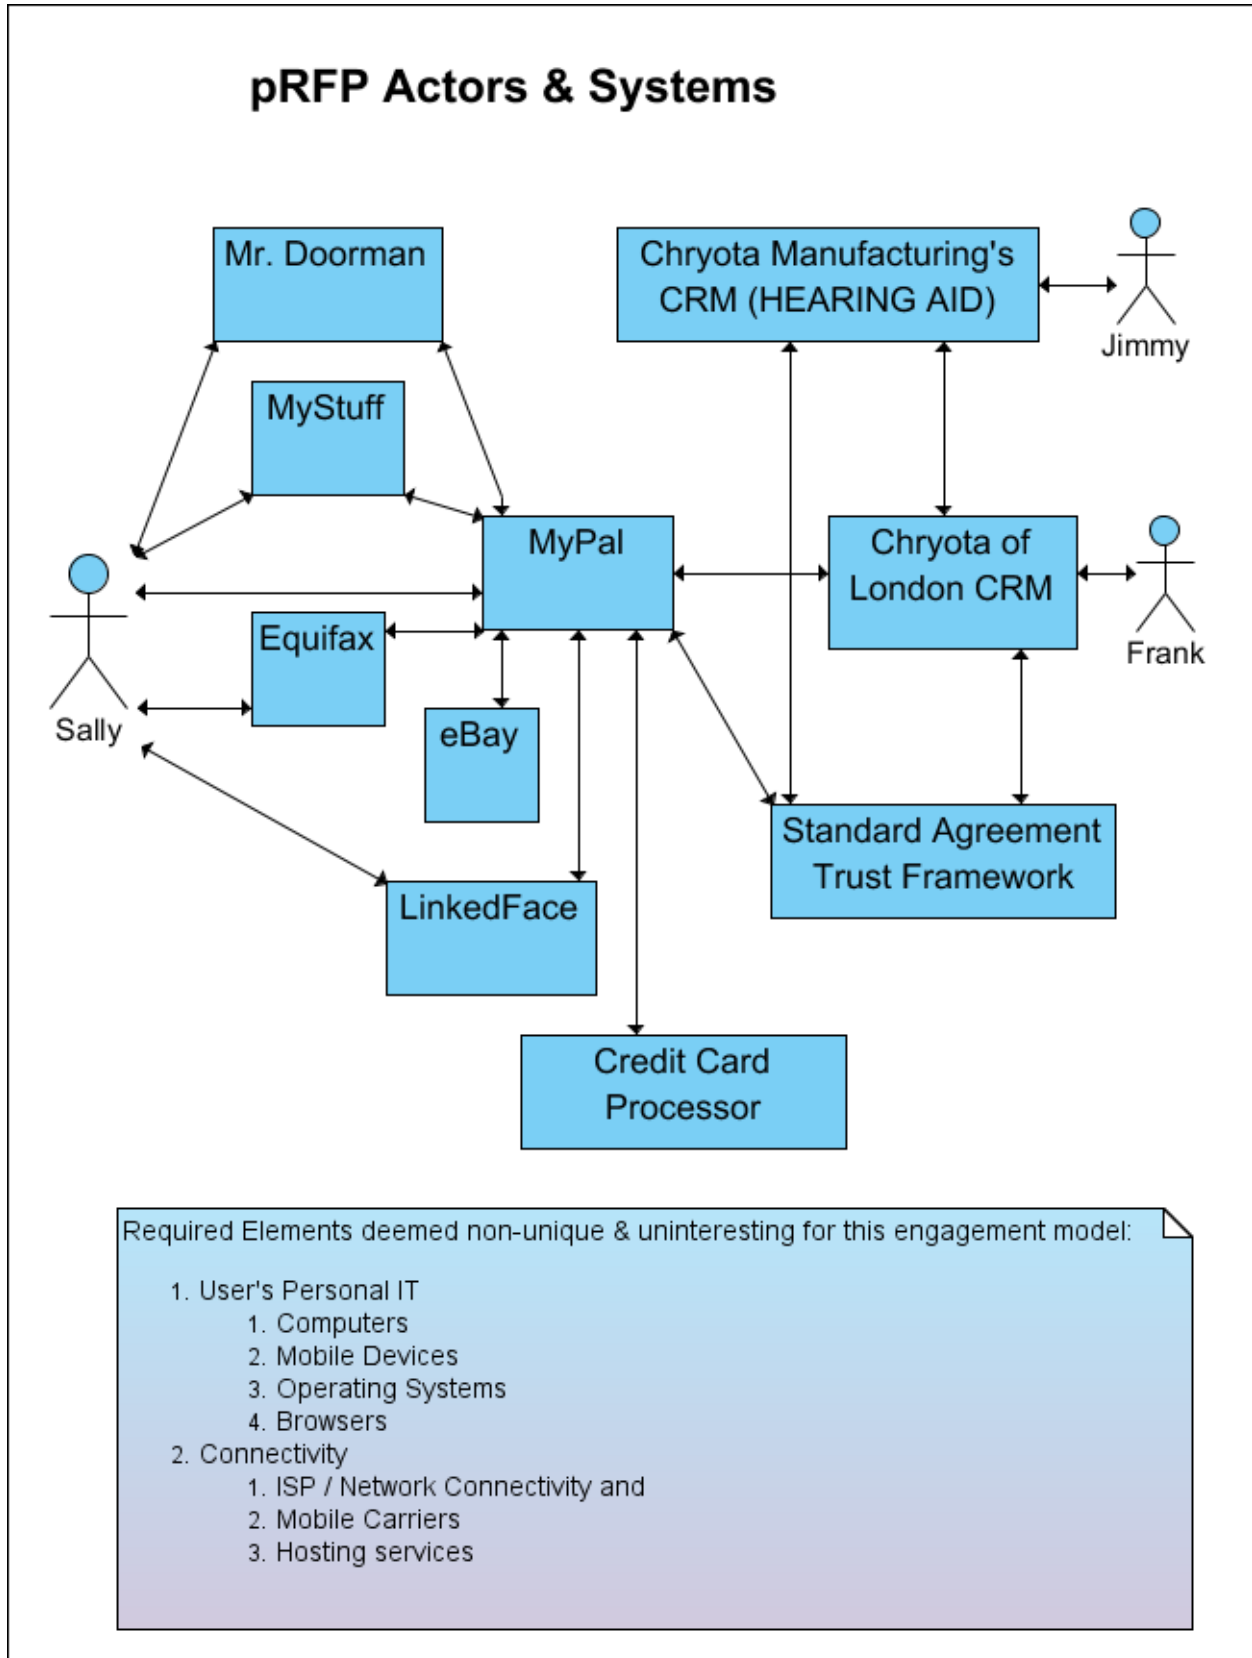 pRFP Actors & Systems
Mr. Doorman
Chryota Manufacturing's
CRM (HEARING AID)
Jimmy
MyStuff
MyPal
Chryota of
London CRM
Frank
Equifax
Sally
eBay
Standard Agreement
Trust Framework
LinkedFace
Credit Card
Processor
Required Elements deemed non-unique & uninteresting for this engagement model:
1. User's Personal IT
1. Computers
2. Mobile Devices
3. Operating Systems
4. Browsers
2. Connectivity
1. ISP / Network Connectivity and
2. Mobile Carriers
3. Hosting services